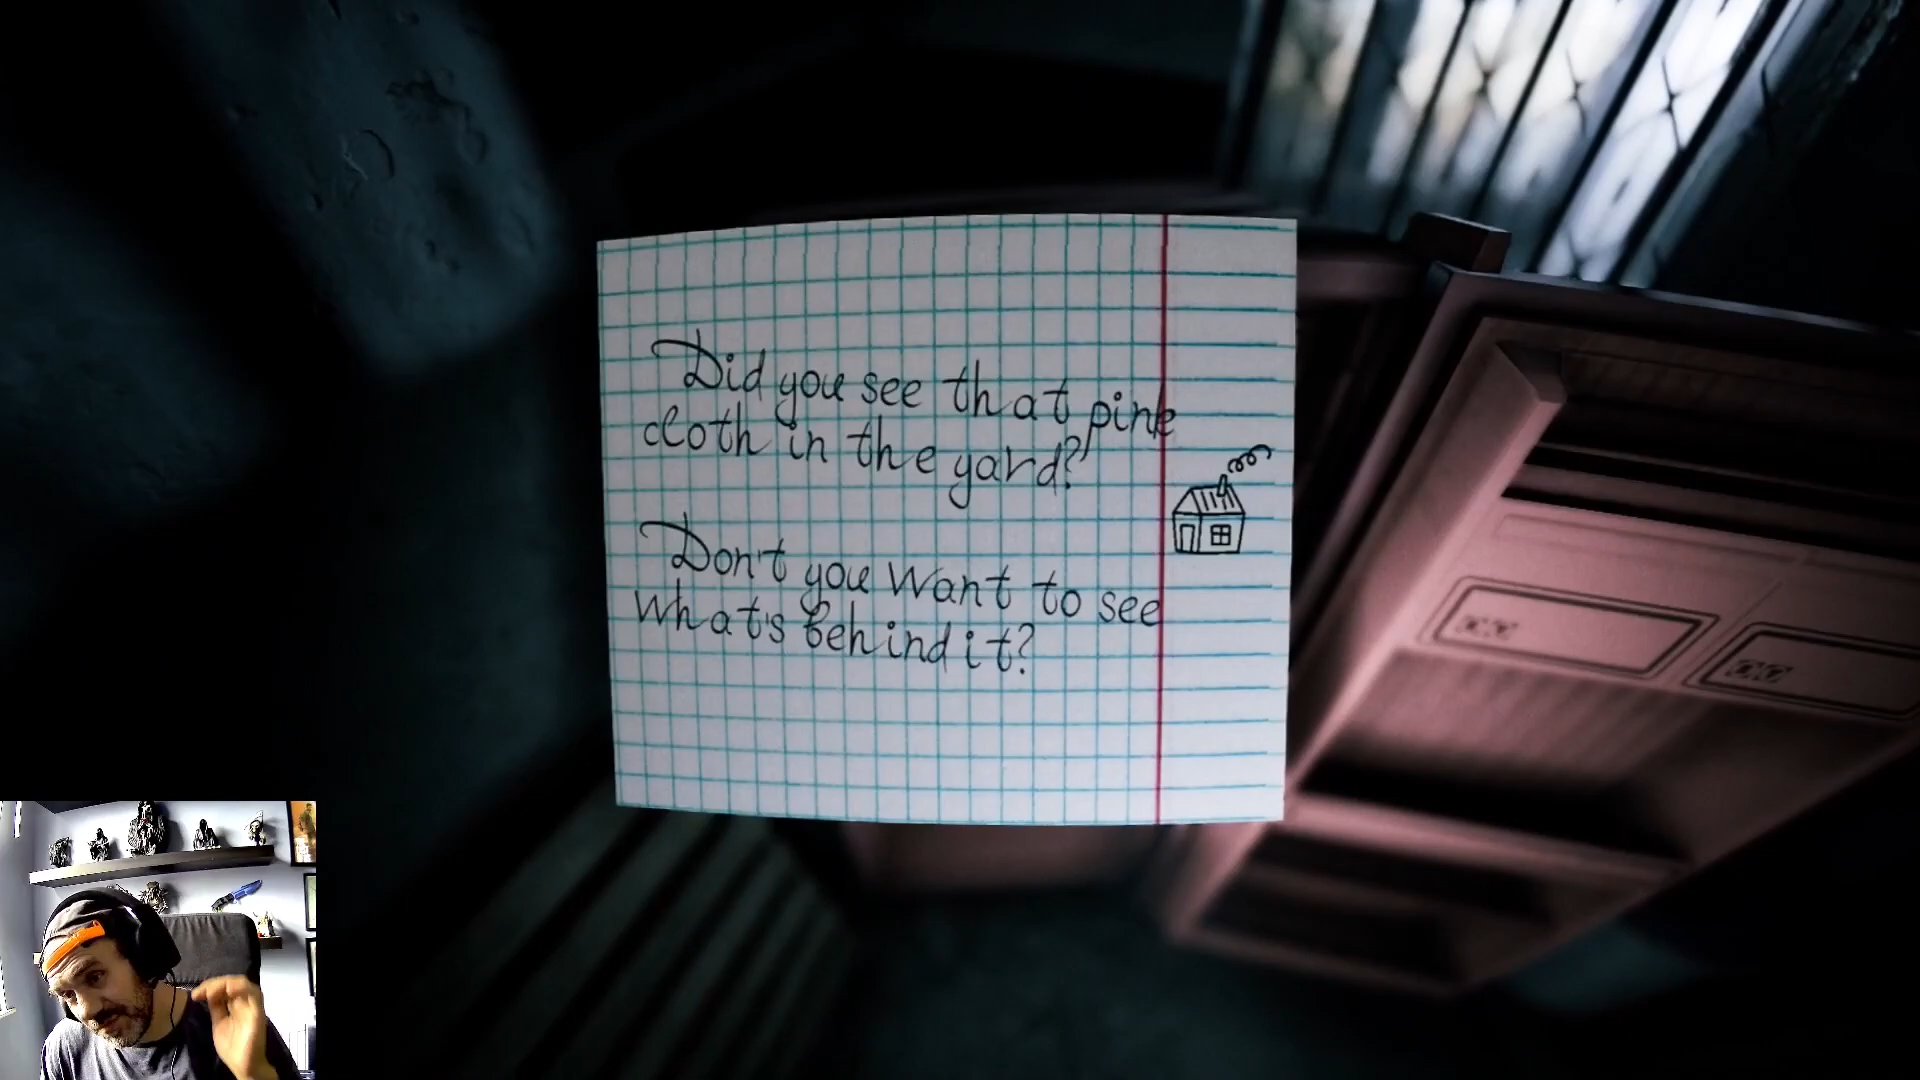 Did you see that pink
cloth in the yard?
Don't you want to see
what's behind it?